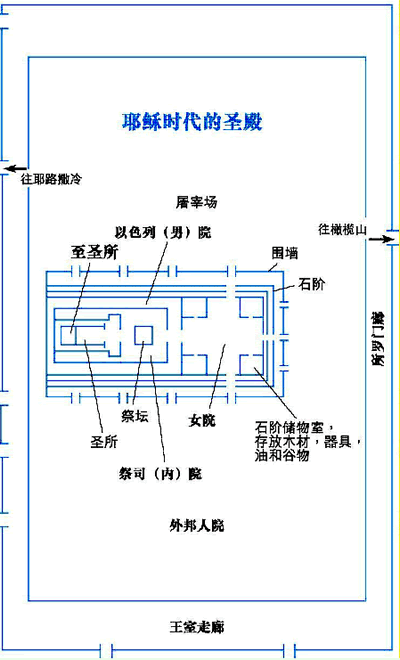 耶稣时代的圣殿
往耶路撒冷
屠宰场
以色列（男）院
往橄榄山
至圣所
围墙
石阶
所罗门廊
祭坛
女院
圣所
石阶储物室，
存放木材，器具，
油和谷物
祭司（内）院
外邦人院
王室走廊